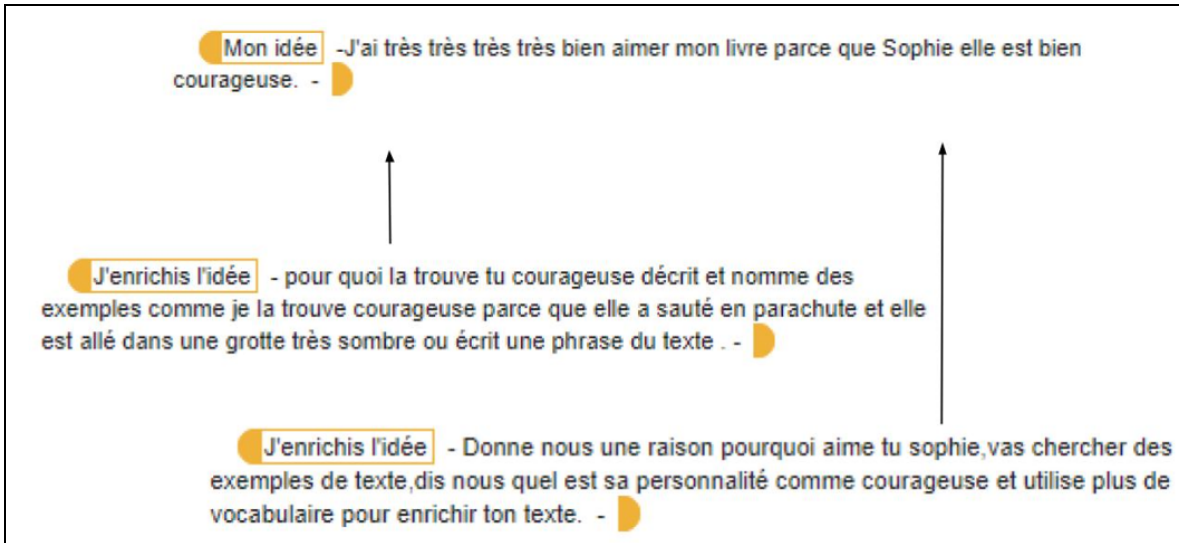 Mon idée -J'ai très très très très bien aimer mon livre parce que Sophie elle est bien
courageuse. -
J'enrichis l'idée - pour quoi la trouve tu courageuse décrit et nomme des
exemples comme je la trouve courageuse parce que elle a sauté en parachute et elle
est allé dans une grotte très sombre ou écrit une phrase du texte . -
J'enrichis l'idée - Donne nous une raison pourquoi aime tu sophie,vas chercher des
exemples de texte,dis nous quel est sa personnalité comme courageuse et utilise plus de
vocabulaire pour enrichir ton texte. -